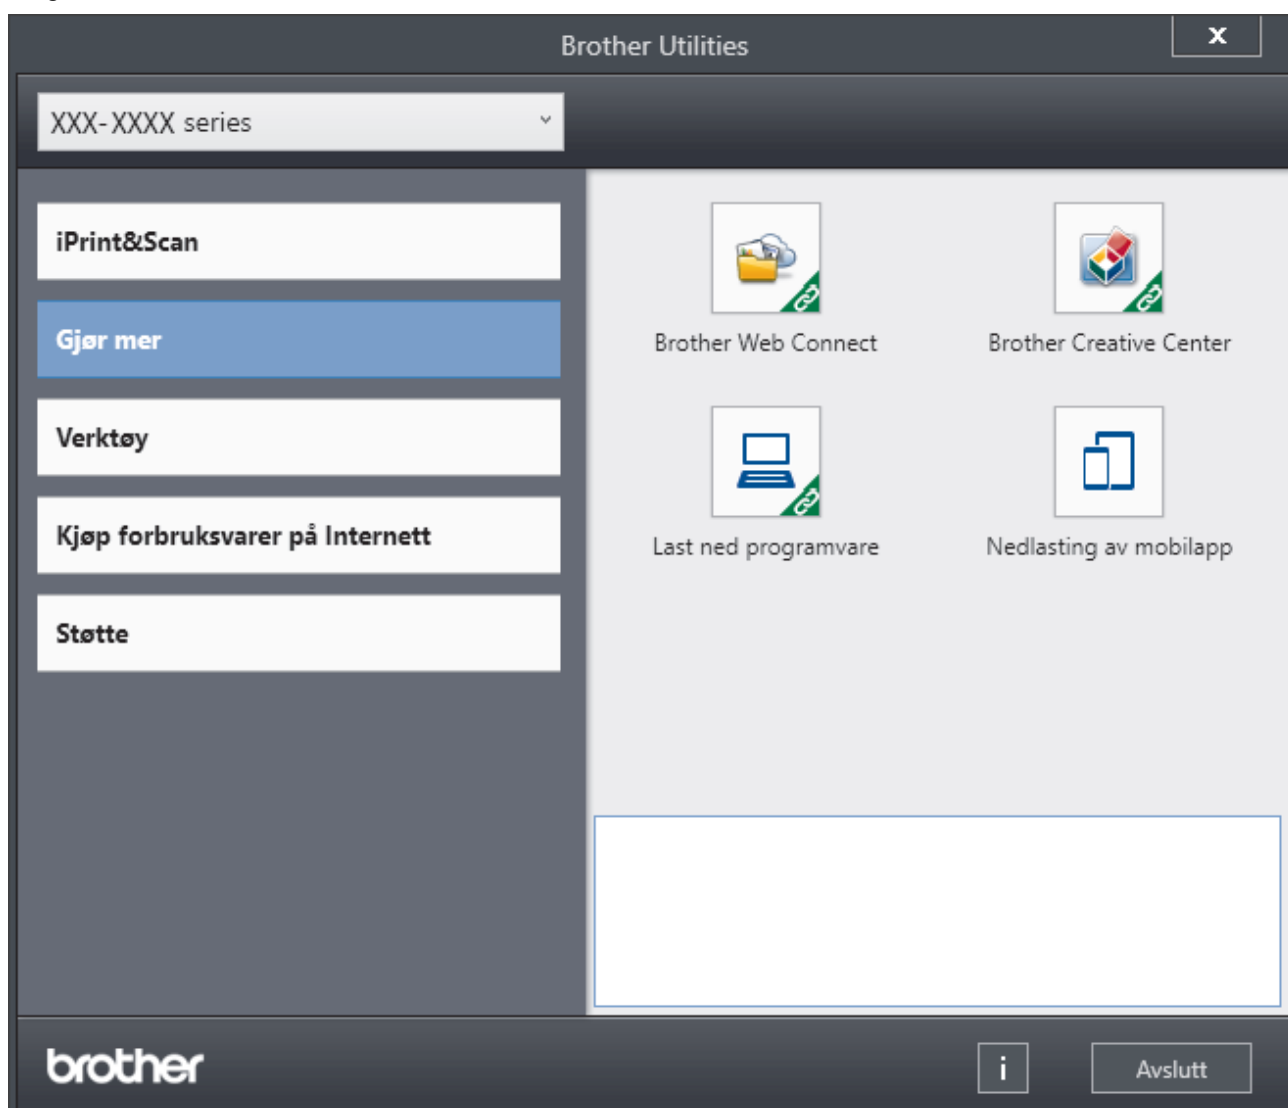 Brother Utilities
X
XXX-XXXX series
iPrint&Scan
Gjør mer
Verktøy
Kjøp forbruksvarer på Internett
Støtte
Brother Web Connect
Brother Creative Center
Last ned programvare
Nedlasting av mobilapp
brother
i
Avslutt